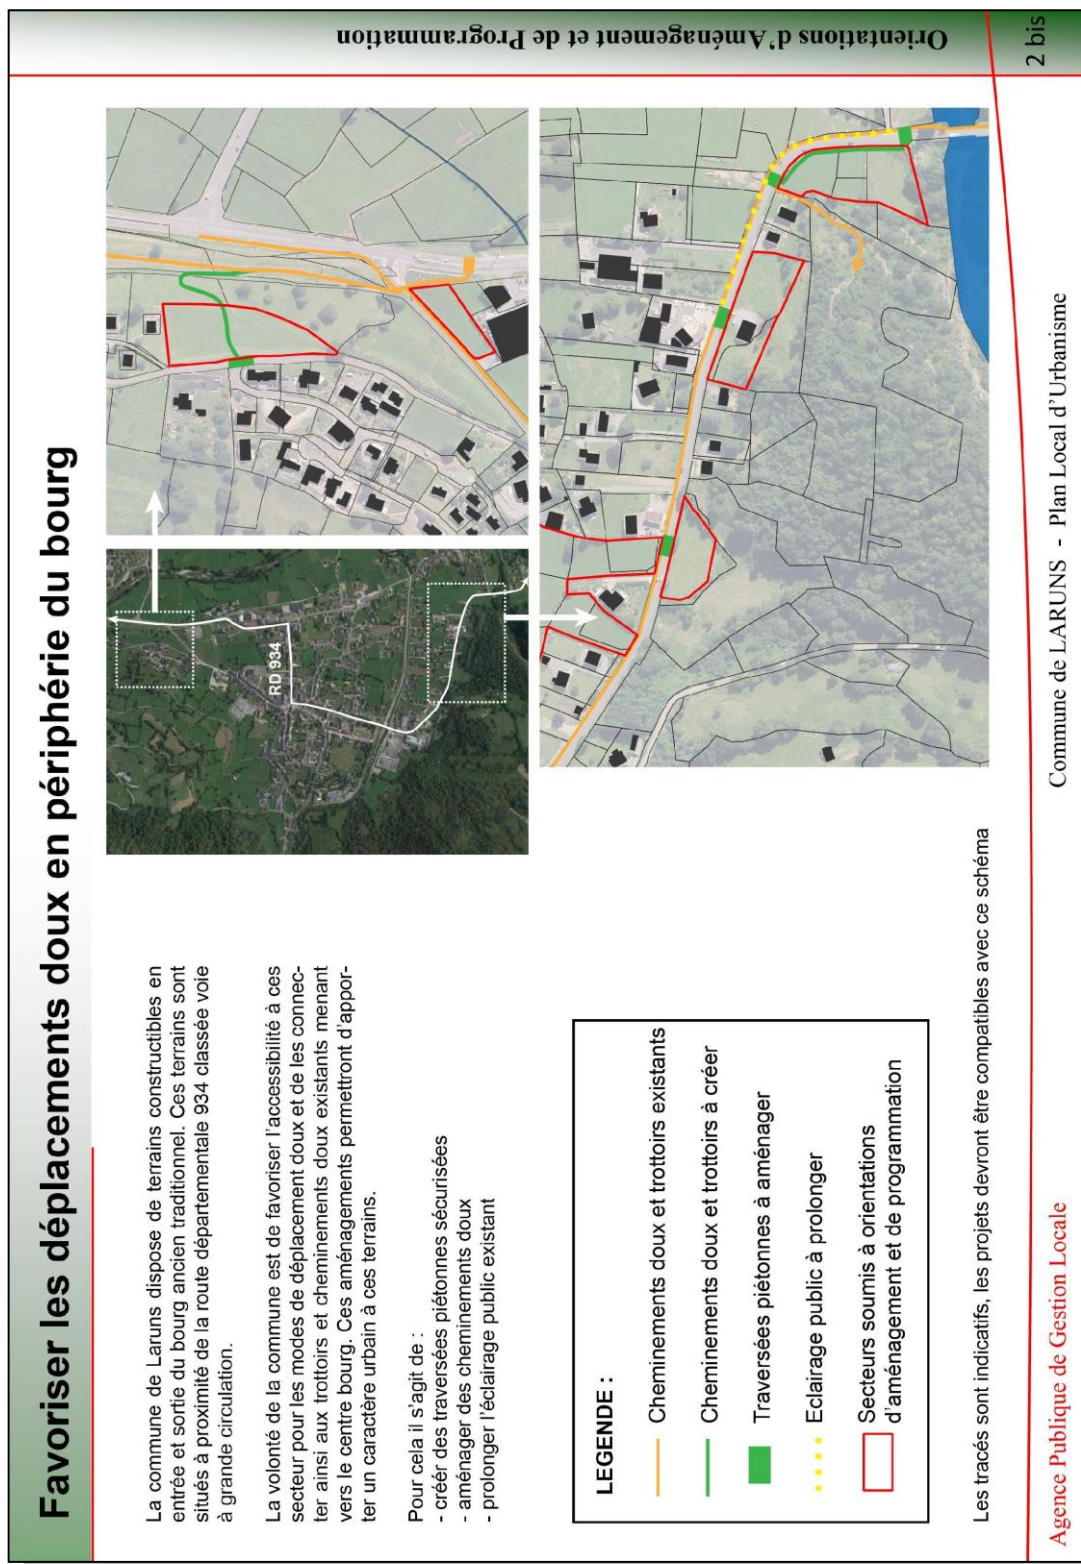 Favoriser les déplacements doux en périphérie du bourg
La commune de Laruns dispose de terrains constructibles en
entrée et sortie du bourg ancien traditionnel. Ces terrains sont
situés à proximité de la route départementale 934 classée voie
à grande circulation.
La volonté de la commune est de favoriser l'accessibilité à ces
secteur pour les modes de déplacement doux et de les connec-
ter ainsi aux trottoirs et cheminements doux existants menant
vers le centre bourg. Ces aménagements permettront d'appor-
ter un caractère urbain à ces terrains.
Pour cela il s'agit de :
- créer des traversées piétonnes sécurisées
- aménager des cheminements doux
- prolonger l'éclairage public existant
RD 934
LEGENDE :
Cheminements doux et trottoirs existants
Cheminements doux et trottoirs à créer
Traversées piétonnes à aménager
Eclairage public à prolonger
Secteurs soumis à orientations
d'aménagement et de programmation
Les tracés sont indicatifs, les projets devront être compatibles avec ce schéma
Orientations d'Aménagement et de Programmation
Agence Publique de Gestion Locale
Commune de LARUNS - Plan Local d'Urbanisme
2 bis